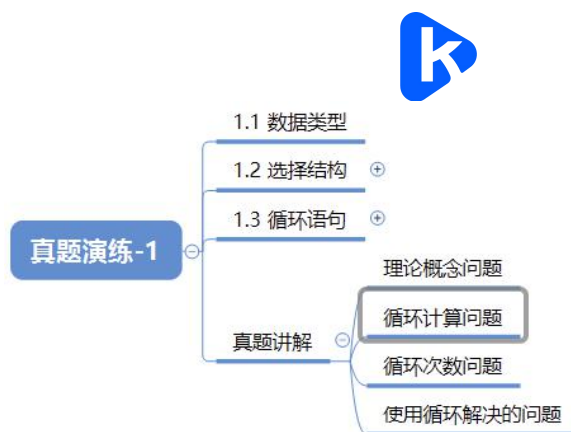 k
1.1 数据类型
1.2 选择结构
1.3 循环语句
真题演练-1
理论概念问题
循环计算问题
真题讲解
循环次数问题
使用循环解决的问题